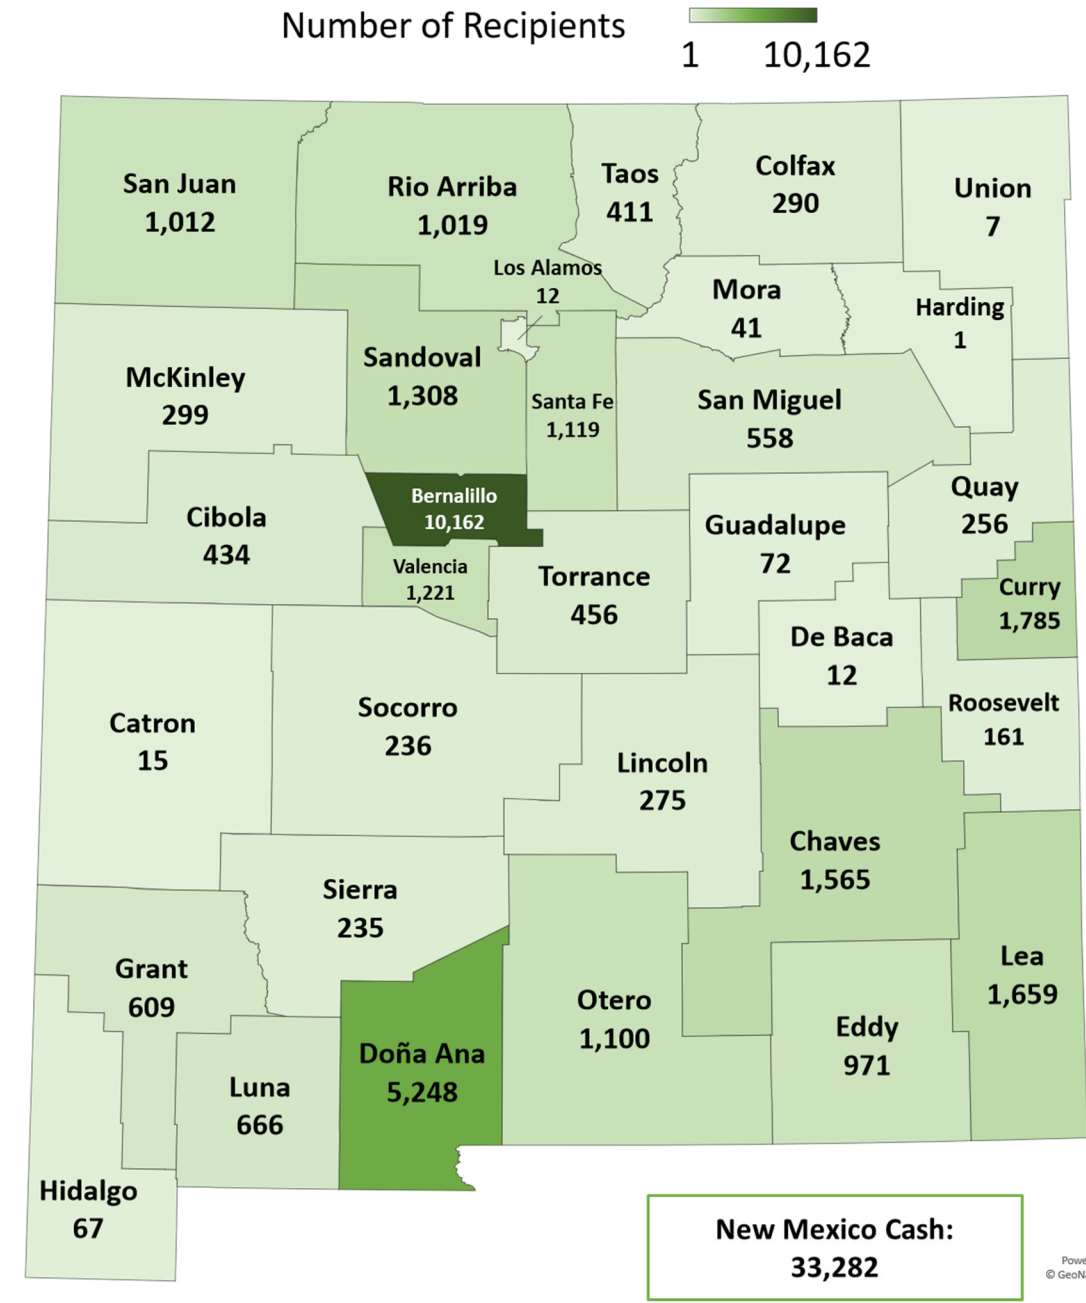 Number of Recipients
1 10,162
San Juan
1,012
Rio Arriba
1,019
Taos
411
Colfax
290
Union
7
Los Alamos
12
Mora
41
Harding
1
McKinley
299
Sandoval
1,308
Santa Fe
1,119
San Miguel
558
Quay
256
Bernalillo
10,162
Cibola
434
Valencia
1,221
Torrance
456
Guadalupe
72
Curry
1,785
De Baca
12
Roosevelt
161
Catron
15
Socorro
236
Lincoln
275
Chaves
1,565
Sierra
235
Grant
609
Otero
1,100
Lea
1,659
Eddy
971
Doña Ana
5,248
Luna
666
Hidalgo
67
New Mexico Cash:
33,282